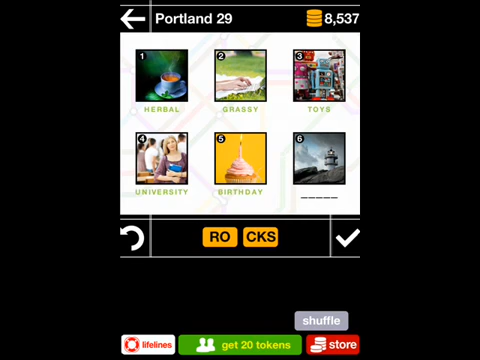 Portland 29
8,537
1
2
3
HERBAL
GRASSY
TOYS
4
5
6
UNIVERSITY
BIRTHDAY
_____
RO CKS
shuffle
lifelines
get 20 tokens
store